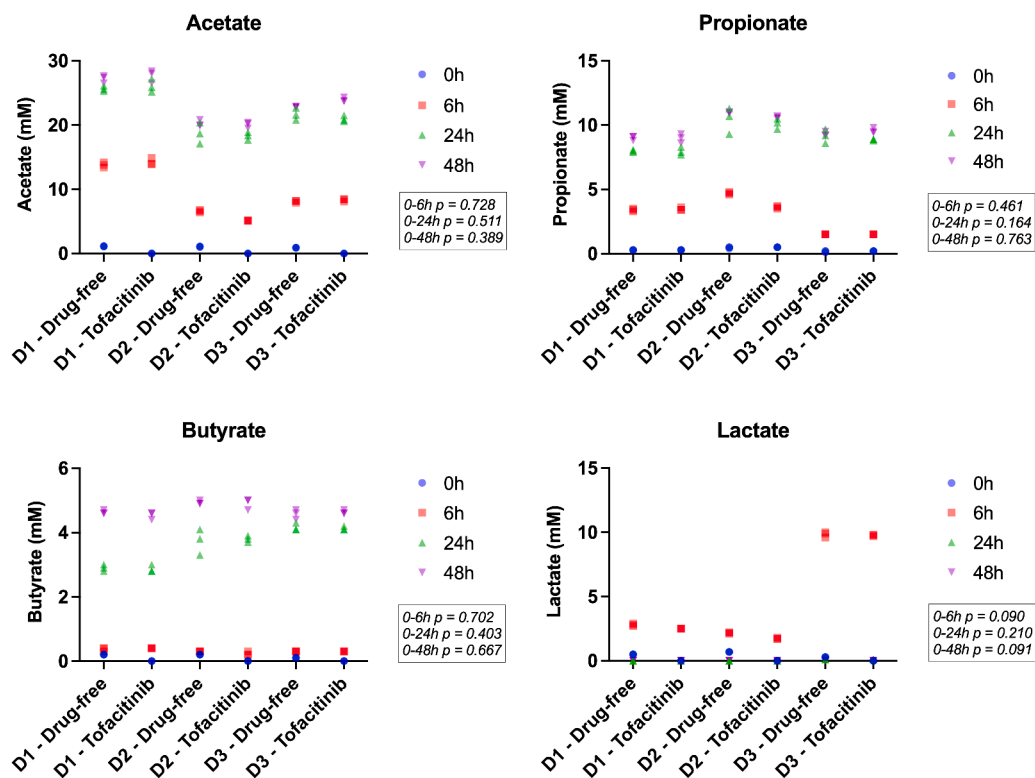 Acetate
Acetate (mM)
30
20
10
0
D1 - Drug-free
D1 - Tofacitinib
D2 - Drug-free
D2 - Tofacitinib
D3 - Drug-free
D3 - Tofacitinib
0h
6h
24h
48h
0-6h p = 0.728
0-24h p = 0.511
0-48h p = 0.389
Propionate
Propionate (mM)
15
10
5
0
D1 - Drug-free
D1 - Tofacitinib
D2 - Drug-free
D2 - Tofacitinib
D3 - Drug-free
D3 - Tofacitinib
0h
6h
24h
48h
0-6h p = 0.461
0-24h p = 0.164
0-48h p = 0.763
Butyrate
Butyrate (mM)
6
4
2
0
D1 - Drug-free
D1 - Tofacitinib
D2 - Drug-free
D2 - Tofacitinib
D3 - Drug-free
D3 - Tofacitinib
0h
6h
24h
48h
0-6h p = 0.702
0-24h p = 0.403
0-48h p = 0.667
Lactate
Lactate (mM)
15
10
5
0
D1 - Drug-free
D1 - Tofacitinib
D2 - Drug-free
D2 - Tofacitinib
D3 - Drug-free
D3 - Tofacitinib
0h
6h
24h
48h
0-6h p = 0.090
0-24h p = 0.210
0-48h p = 0.091